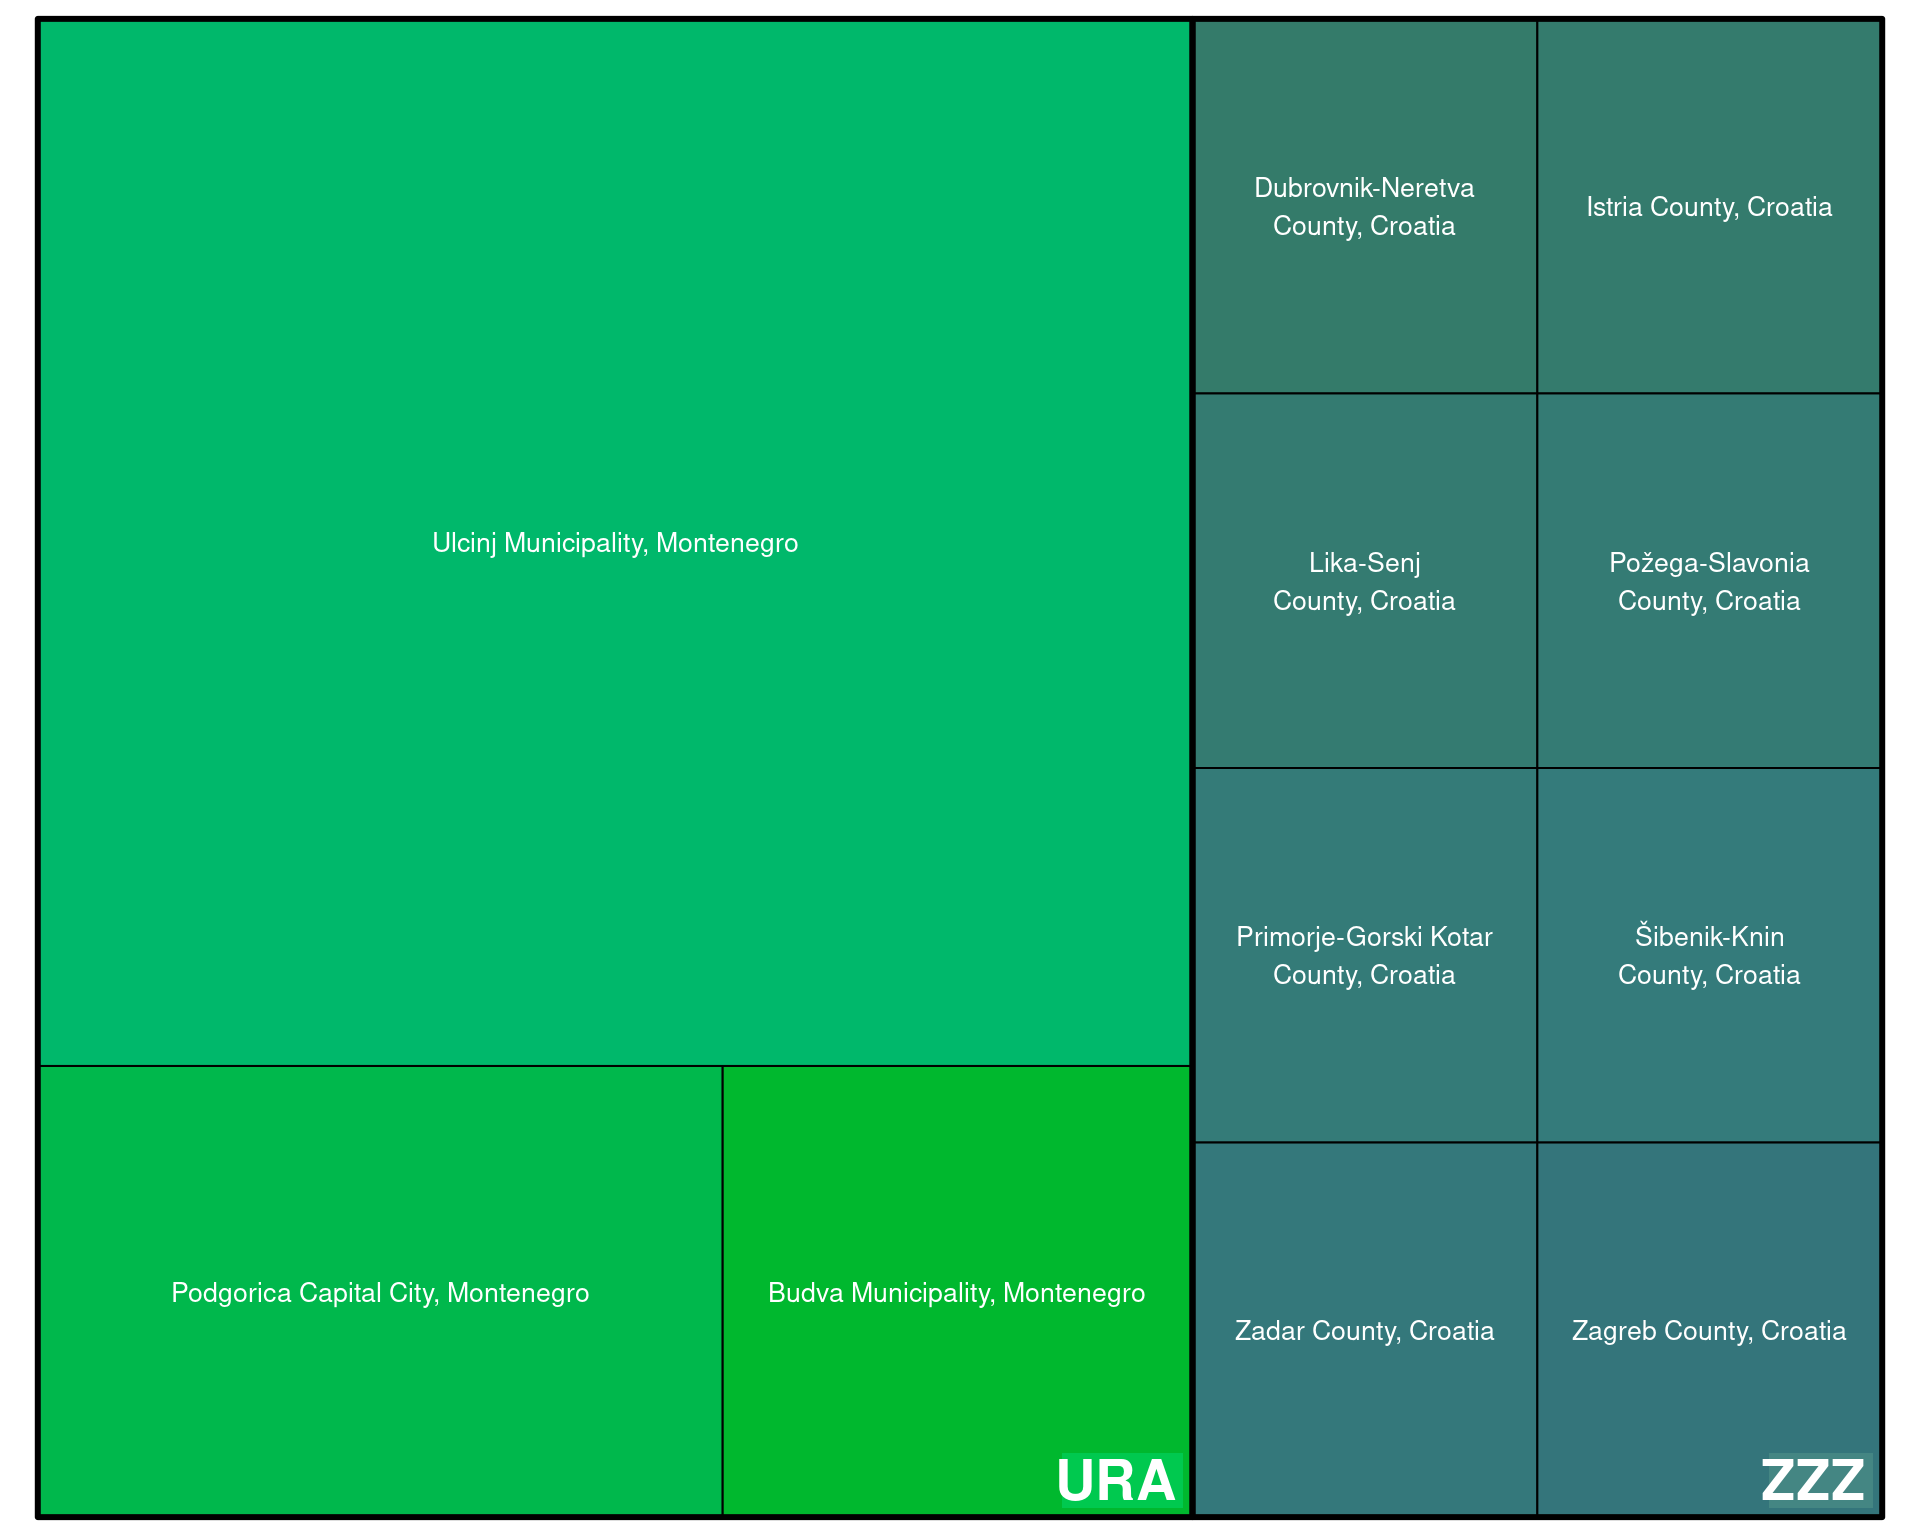 Ulcinj Municipality, Montenegro
Podgorica Capital City, Montenegro
Budva Municipality, Montenegro
URA
Dubrovnik-Neretva
County, Croatia
Istria County, Croatia
Lika-Senj
County, Croatia
Požega-Slavonia
County, Croatia
Primorje-Gorski Kotar
County, Croatia
Šibenik-Knin
County, Croatia
Zadar County, Croatia
Zagreb County, Croatia
ZZZ